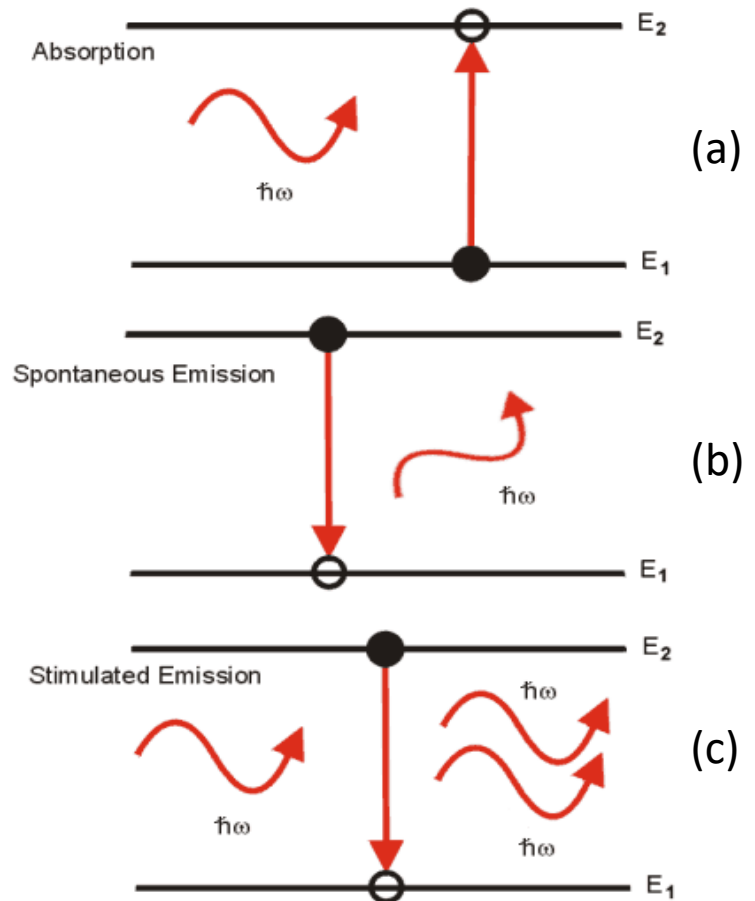 E₂
Absorption
(a)
ħω
E₁
E₂
Spontaneous Emission
(b)
ħω
E₁
E₂
Stimulated Emission
ħω
(c)
ħω
ħω
E₁